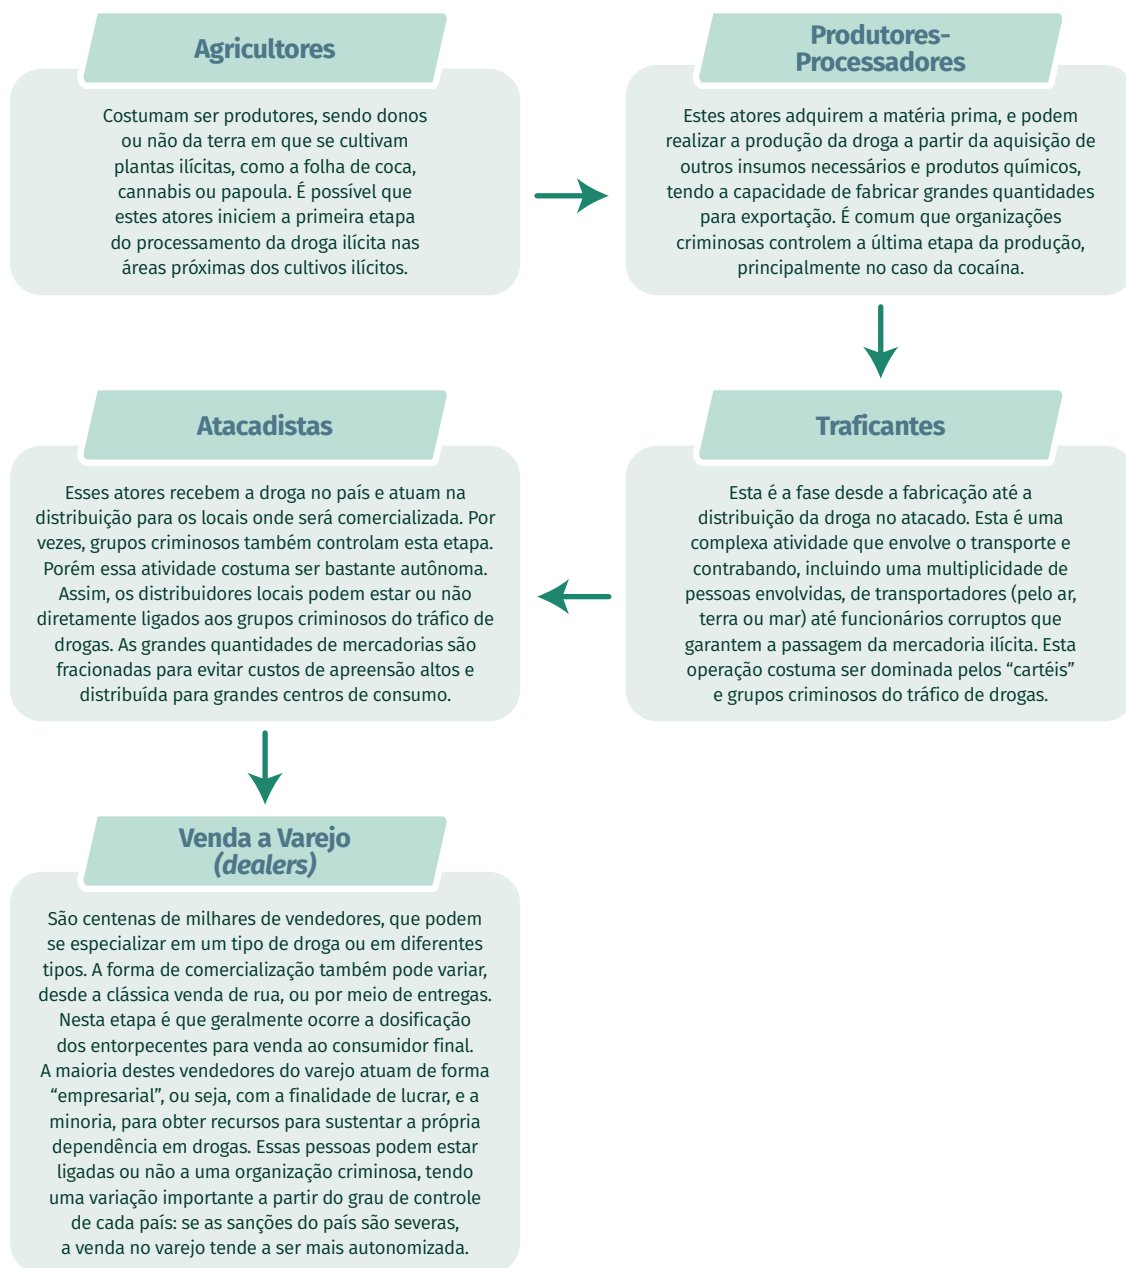 Agricultores
Costumam ser produtores, sendo donos
ou não da terra em que se cultivam
plantas ilícitas, como a folha de coca,
cannabis ou papoula. É possível que
estes atores iniciem a primeira etapa
do processamento da droga ilícita nas
áreas próximas dos cultivos ilícitos.
Produtores-
Processadores
Estes atores adquirem a matéria prima, e podem
realizar a produção da droga a partir da aquisição de
outros insumos necessários e produtos químicos,
tendo a capacidade de fabricar grandes quantidades
para exportação. É comum que organizações
criminosas controlem a última etapa da produção,
principalmente no caso da cocaína.
Traficantes
Esta é a fase desde a fabricação até a
distribuição da droga no atacado. Esta é uma
complexa atividade que envolve o transporte e
contrabando, incluindo uma multiplicidade de
pessoas envolvidas, de transportadores (pelo ar,
terra ou mar) até funcionários corruptos que
garantem a passagem da mercadoria ilícita. Esta
operação costuma ser dominada pelos “cartéis”
e grupos criminosos do tráfico de drogas.
Atacadistas
Esses atores recebem a droga no país e atuam na
distribuição para os locais onde será comercializada. Por
vezes, grupos criminosos também controlam esta etapa.
Porém essa atividade costuma ser bastante autônoma.
Assim, os distribuidores locais podem estar ou não
diretamente ligados aos grupos criminosos do tráfico de
drogas. As grandes quantidades de mercadorias são
fracionadas para evitar custos de apreensão altos e
distribuída para grandes centros de consumo.
Venda a Varejo
(dealers)
São centenas de milhares de vendedores, que podem
se especializar em um tipo de droga ou em diferentes
tipos. A forma de comercialização também pode variar,
desde a clássica venda de rua, ou por meio de entregas.
Nesta etapa é que geralmente ocorre a dosificação
dos entorpecentes para venda ao consumidor final.
A maioria destes vendedores do varejo atuam de forma
“empresarial”, ou seja, com a finalidade de lucrar, e a
minoria, para obter recursos para sustentar a própria
dependência em drogas. Essas pessoas podem estar
ligadas ou não a uma organização criminosa, tendo
uma variação importante a partir do grau de controle
de cada país: se as sanções do país são severas,
a venda no varejo tende a ser mais autonomizada.